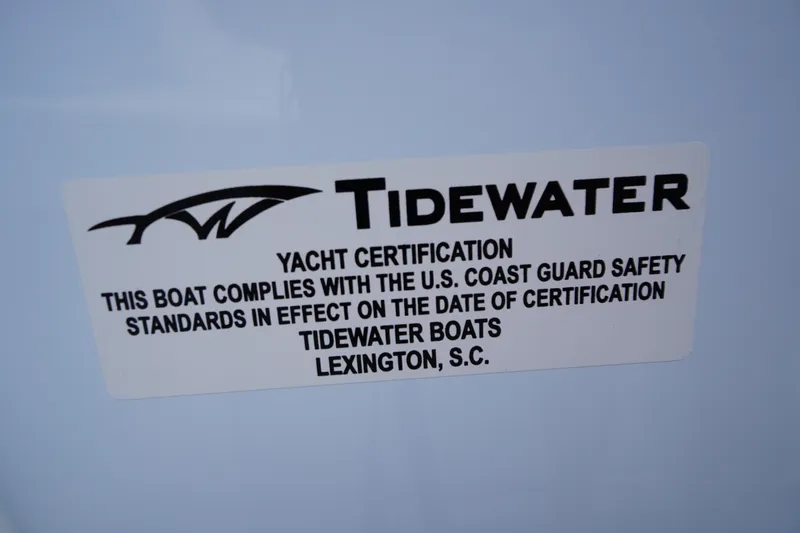 TIDEWATER
YACHT CERTIFICATION
THIS BOAT COMPLIES WITH THE U.S. COAST GUARD SAFETY
STANDARDS IN EFFECT ON THE DATE OF CERTIFICATION
TIDEWATER BOATS
LEXINGTON, S.C.